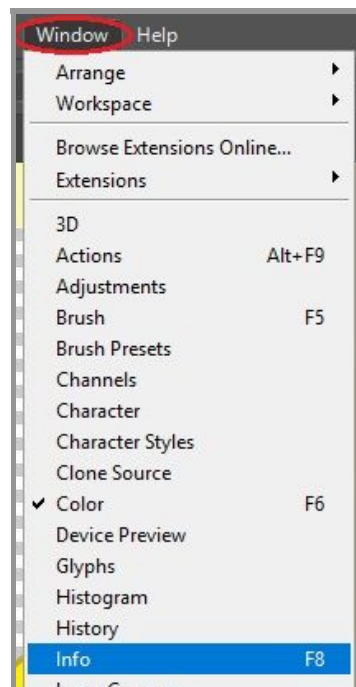 Window Help
Arrange
Workspace
Browse Extensions Online...
Extensions
3D
Actions Alt+F9
Adjustments
Brush F5
Brush Presets
Channels
Character
Character Styles
Clone Source
✓ Color F6
Device Preview
Glyphs
Histogram
History
Info F8